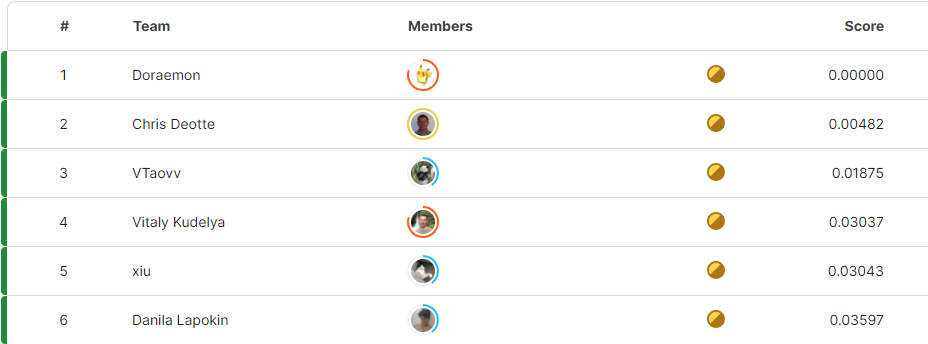 # Team Members Score
1 Doraemon 0.00000
2 Chris Deotte 0.00482
3 VTaovv 0.01875
4 Vitaly Kudelya 0.03037
5 xiu 0.03043
6 Danila Lapokin 0.03597